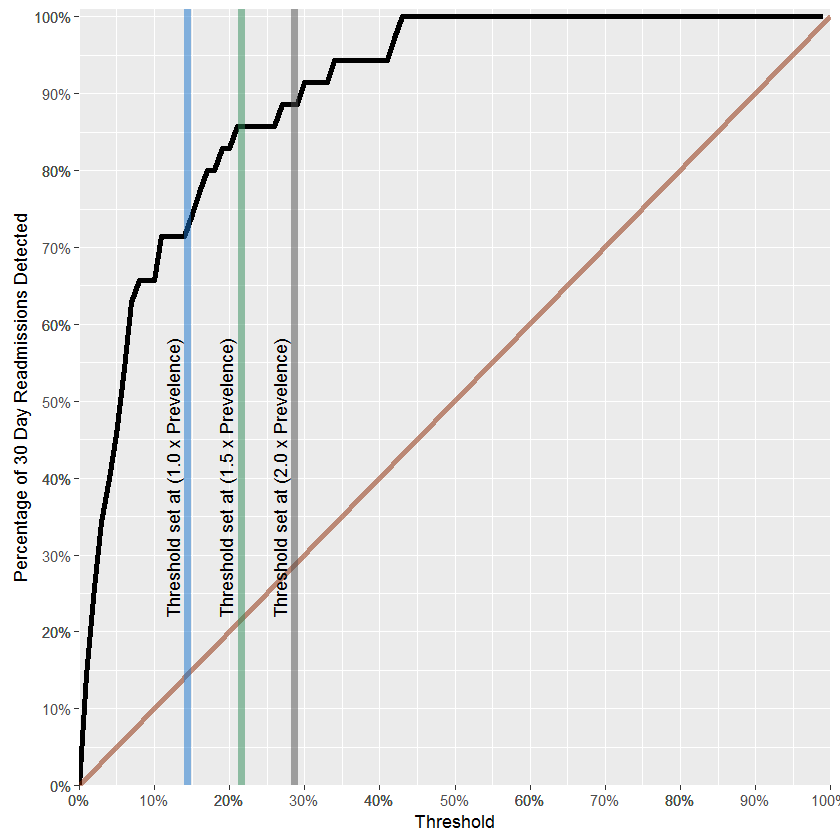 100%
90%
80%
70%
60%
50%
40%
30%
20%
10%
0%
Percentage of 30 Day Readmissions Detected
Threshold set at (1.0 x Prevelence)
Threshold set at (1.5 x Prevelence)
Threshold set at (2.0 x Prevelence)
0% 10% 20% 30% 40% 50% 60% 70% 80% 90% 100%
Threshold